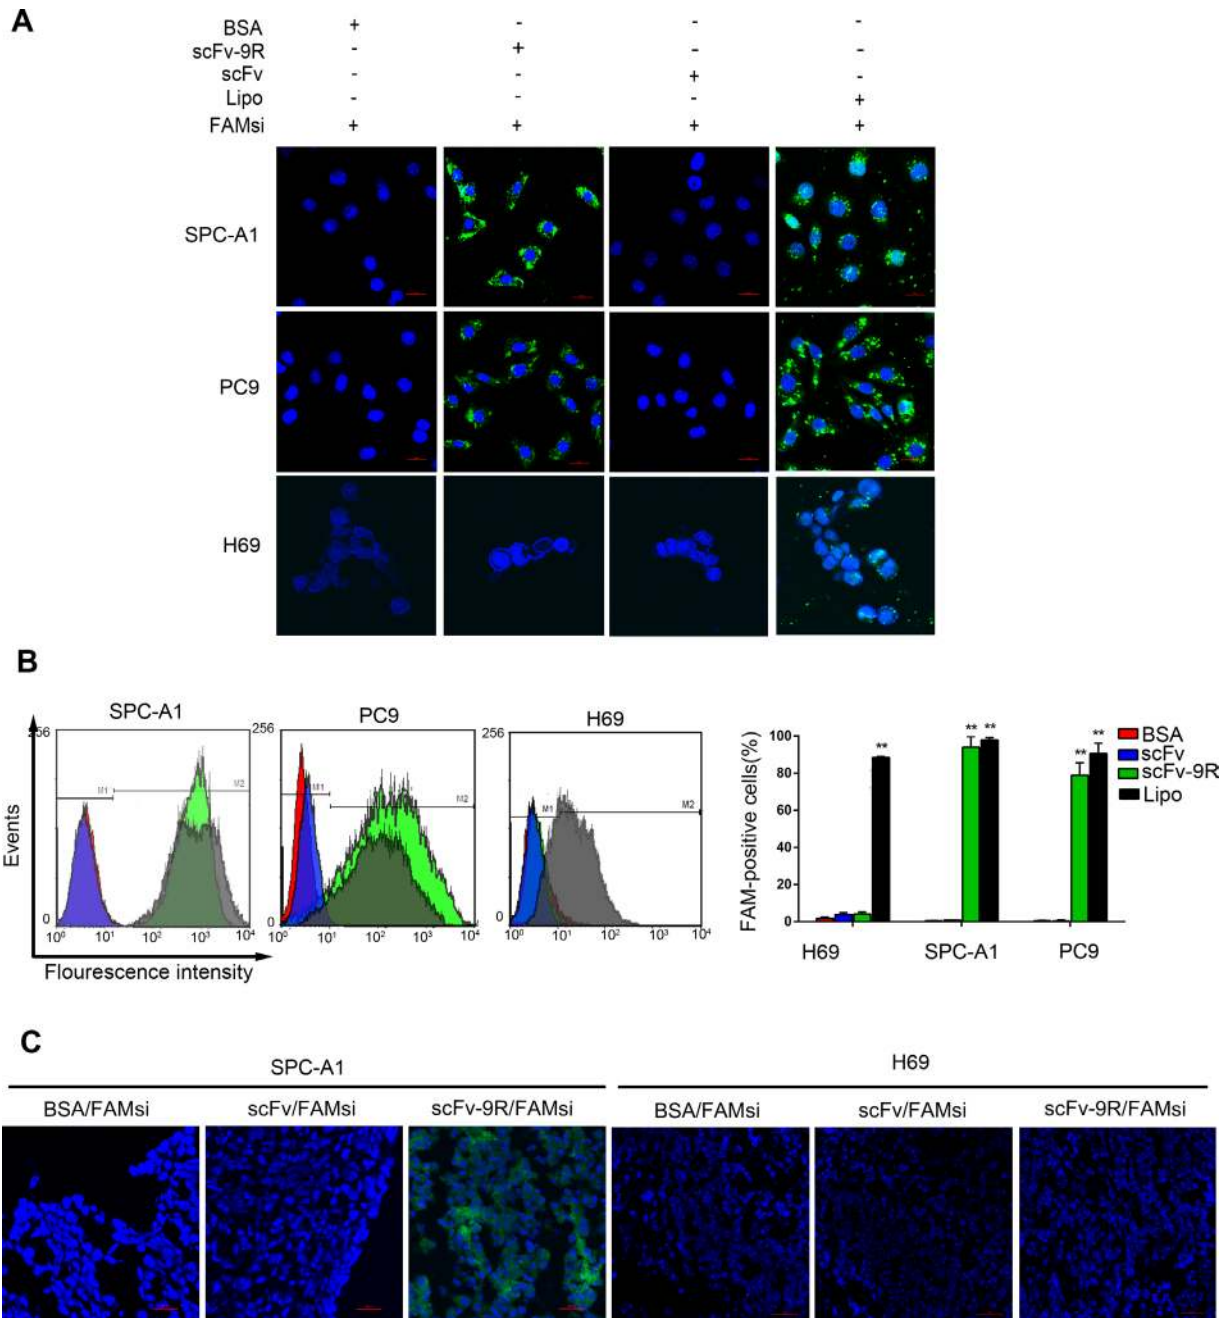 A
BSA + - - -
scFv-9R - + - -
scFv - - + -
Lipo - - - +
FAMsi + + + +
SPC-A1
PC9
H69
B
SPC-A1 PC9 H69
256 256 256
M1 M2 M1 M2 M1 M2
Events
0 0 0
10⁰ 10¹ 10² 10³ 10⁴ 10⁰ 10¹ 10² 10³ 10⁴ 10⁰ 10¹ 10² 10³ 10⁴
Flourescence intensity
FAM-positive cells(%)
100
80
60
40
20
0
** ** ** ** **
H69 SPC-A1 PC9
BSA
scFv
scFv-9R
Lipo
C
SPC-A1 H69
BSA/FAMsi scFv/FAMsi scFv-9R/FAMsi BSA/FAMsi scFv/FAMsi scFv-9R/FAMsi